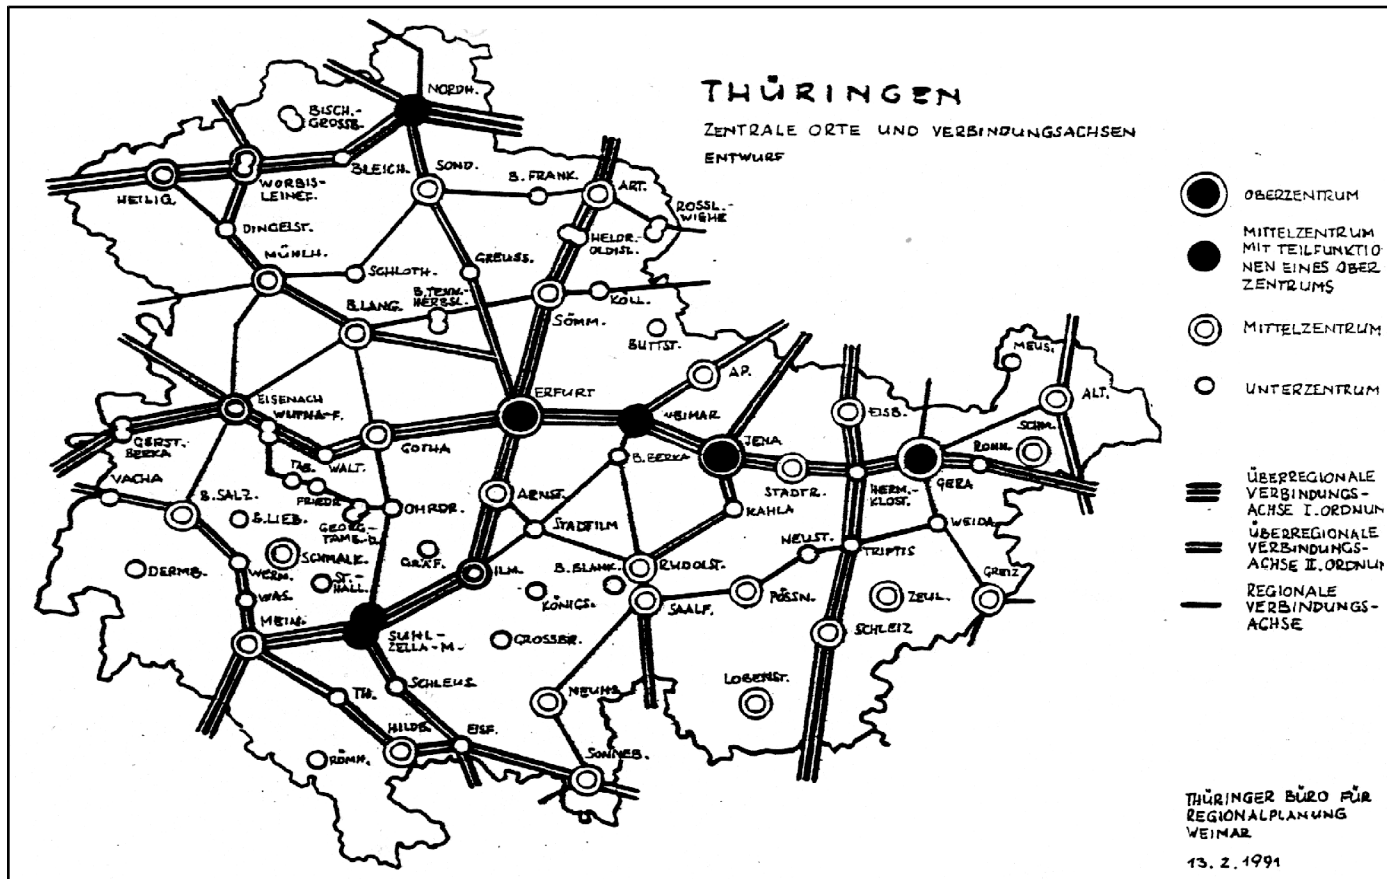 THÜRINGEN
ZENTRALE ORTE UND VERBINDUNGSACHSEN
ENTWURF
OBERZENTRUM
MITTELZENTRUM
MIT TEILFUNKTIO-
NEN EINES OBER
ZENTRUMS
MITTELZENTRUM
UNTERZENTRUM
ÜBERREGIONALE
VERBINDUNGS-
ACHSE I. ORDNUN
ÜBERREGIONALE
VERBINDUNGS-
ACHSE II. ORDNUN
REGIONALE
VERBINDUNGS-
ACHSE
THÜRINGER BÜRO FÜR
REGIONALPLANUNG
WEIMAR
13. 2. 1991
NORDH.
BISCH.-
GROSSB.
BLEICH.
SOND.
B. FRANK.
ART.
ROSSL.-
WIEHE
HEILIG.
WORBIS-
LEINEF.
DINGELST.
HELDR.-
OLDISL.
MÜHLH.
SCHLOTH.
GREUSS.
B. TENN.-
HERBSL.
B. LANG.
SÖMM.
KÖLL.
BUTTST.
MEUS.
AP.
EISENACH
WUTHA-F.
ERFURT
WEIMAR
EISB.
ALT.
SCHM.
GERST.-
BERKA
GOTHA
JENA
RONN.
VACHA
TAB.
WALT.
B. BERKA
STADTR.
HERM.-
KLOST.
GERA
B. SALZ.
FRIEDR.
ARNST.
KAHLA
B. LIEB.
GEORG.-
TAMB.-D.
OHRDR.
STADTILM
WEIDA
SCHMALK.
GRÄF.
NEUST.
TRIPTIS
DERMB.
WERN.
ST.-
HALL.
ILM.
B. BLANK.
RUDOLST.
GREIZ
WAS.
KÖNIGS.
SAALF.
PÖSSN.
ZEUL.
MEIN.
SUHL-
ZELLA-M.
GROSSBR.
SCHLEIZ
SCHLEUS.
TH.
NEUHS.
LOBENST.
HILDB.
EISF.
RÖMH.
SONNEB.